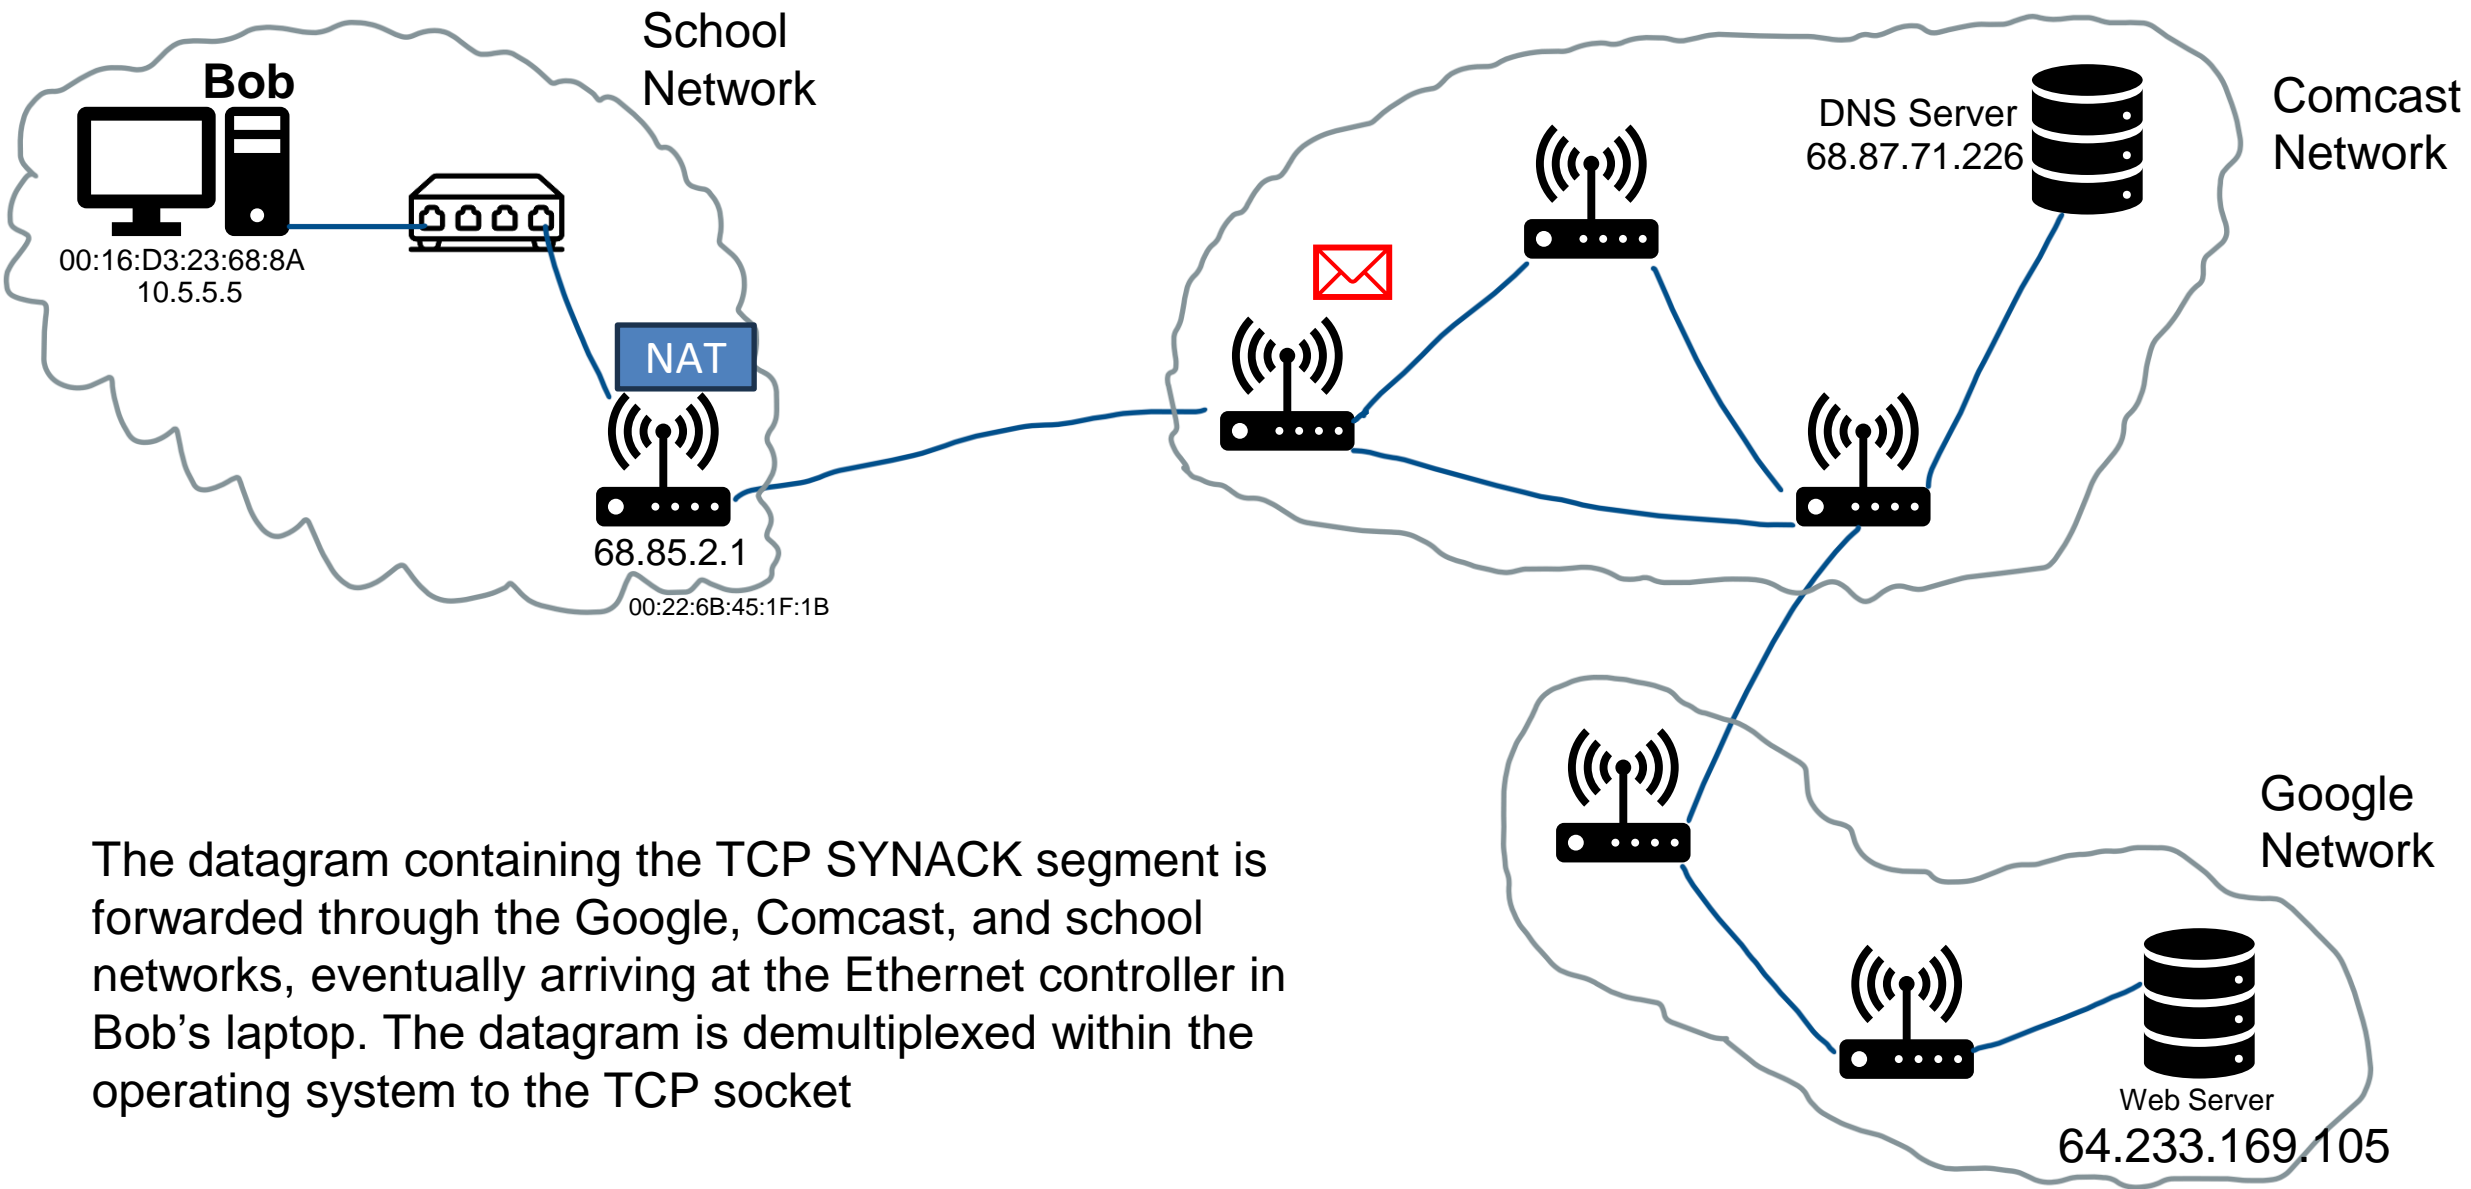 School
Network
Bob
00:16:D3:23:68:8A
10.5.5.5
NAT
68.85.2.1
00:22:6B:45:1F:1B
DNS Server
68.87.71.226
Comcast
Network
Google
Network
Web Server
64.233.169.105
The datagram containing the TCP SYNACK segment is
forwarded through the Google, Comcast, and school
networks, eventually arriving at the Ethernet controller in
Bob’s laptop. The datagram is demultiplexed within the
operating system to the TCP socket